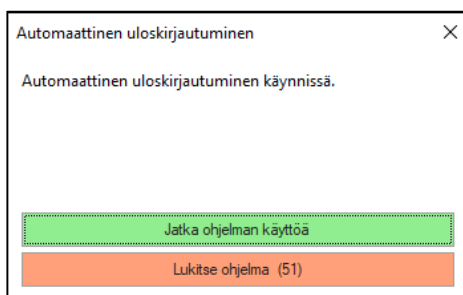 Automaattinen uloskirjautuminen
Automaattinen uloskirjautuminen käynnissä.
Jatka ohjelman käyttöä
Lukitse ohjelma (51)